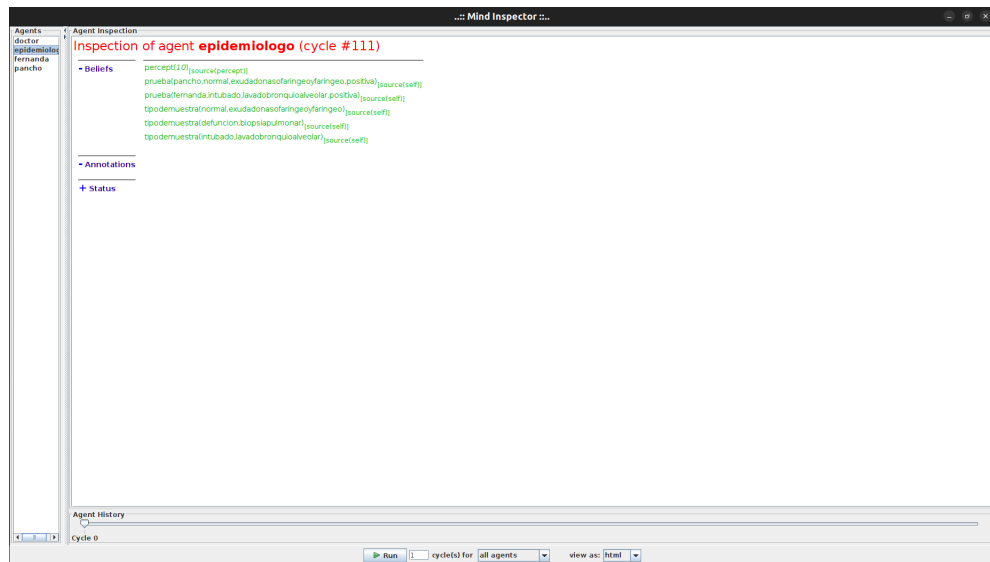 ..:: Mind Inspector ::..
Agents
doctor
epidemiolog
fernanda
pancho
Agent Inspection
Inspection of agent epidemiologo (cycle #111)
- Beliefs
percept(10)[source(percept)]
prueba(pancho,normal,exudadonasofaringeoyfaringeo,positiva)[source(self)]
prueba(fernanda,intubado,lavadobronquioalveolar,positiva)[source(self)]
tipodemuestra(normal,exudadonasofaringeoyfaringeo)[source(self)]
tipodemuestra(defuncion,biopsiapulmonar)[source(self)]
tipodemuestra(intubado,lavadobronquioalveolar)[source(self)]
- Annotations
+ Status
Agent History
Cycle 0
Run 1 cycle(s) for all agents view as: html